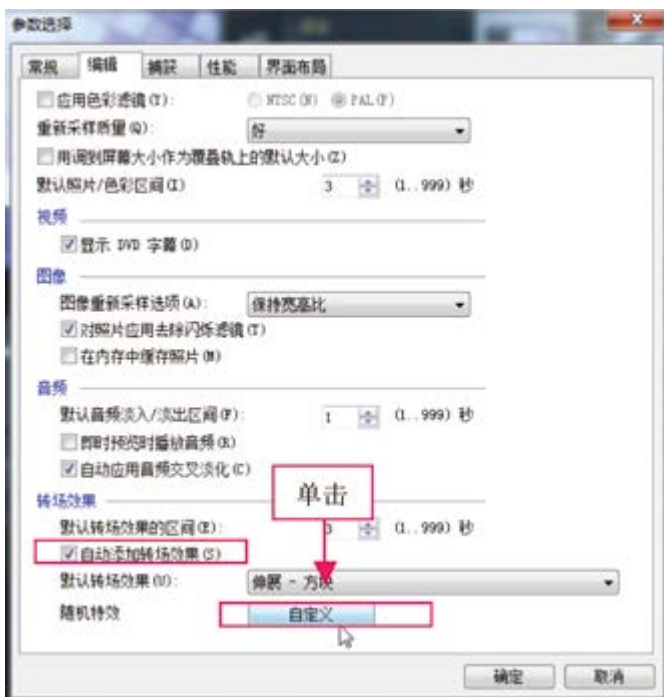 参数选择
常规 编辑 捕获 性能 界面布局
应用色彩滤镜(T): NTSC(N) PAL(P)
重新采样质量(Q): 好
用调到屏幕大小作为覆叠轨上的默认大小(Z)
默认照片/色彩区间(I) 3 (1..999) 秒
视频
显示 DVD 字幕(D)
图像
图像重新采样选项(A): 保持宽高比
对照片应用去除闪烁滤镜(T)
在内存中缓存照片(M)
音频
默认音频淡入/淡出区间(F): 1 (1..999) 秒
即时预览时播放音频(R)
自动应用音频交叉淡化(C)
单击
转场效果
默认转场效果的区间(E): 3 (1..999) 秒
自动添加转场效果(S)
默认转场效果(U): 伸展 - 方块
随机特效 自定义
确定 取消